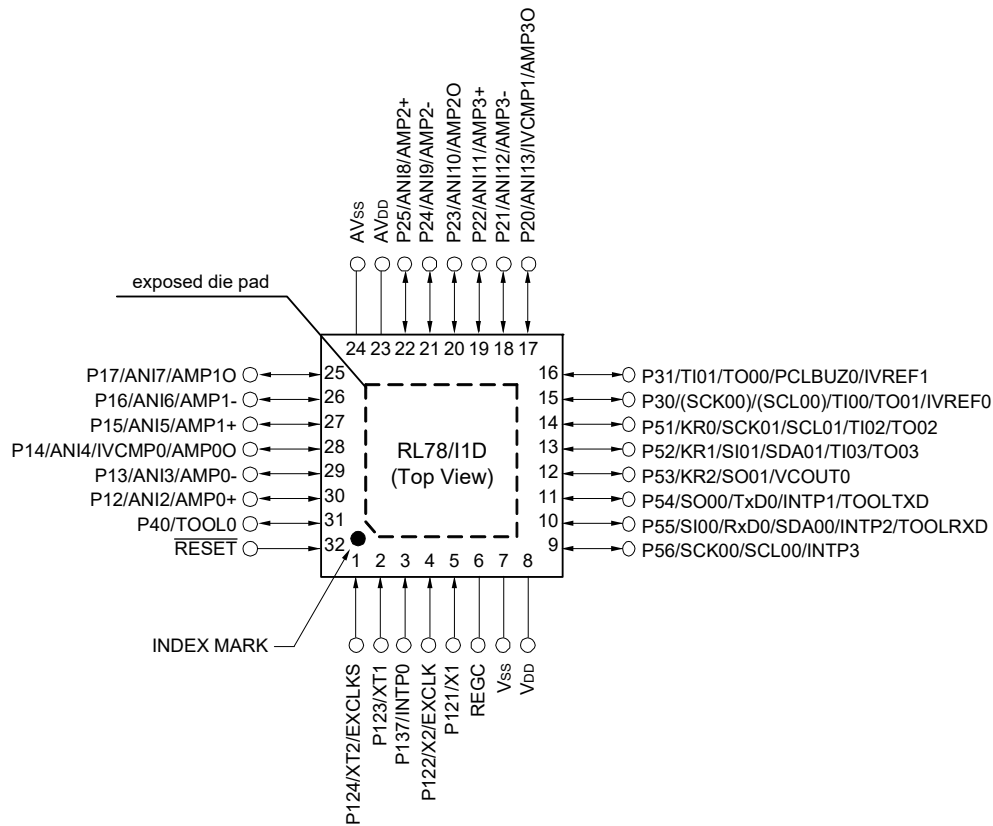 P25/ANI8/AMP2+
P24/ANI9/AMP2-
P23/ANI10/AMP2O
P22/ANI11/AMP3+
P21/ANI12/AMP3-
P20/ANI13/IVCMP1/AMP3O
AVSS
AVDD
exposed die pad
24 23 22 21 20 19 18 17
P17/ANI7/AMP1O 25
P16/ANI6/AMP1- 26
P15/ANI5/AMP1+ 27
P14/ANI4/IVCMP0/AMP0O 28
P13/ANI3/AMP0- 29
P12/ANI2/AMP0+ 30
P40/TOOL0 31
RESET 32
RL78/I1D
(Top View)
16 P31/TI01/TO00/PCLBUZ0/IVREF1
15 P30/(SCK00)/(SCL00)/TI00/TO01/IVREF0
14 P51/KR0/SCK01/SCL01/TI02/TO02
13 P52/KR1/SI01/SDA01/TI03/TO03
12 P53/KR2/SO01/VCOUT0
11 P54/SO00/TxD0/INTP1/TOOLTXD
10 P55/SI00/RxD0/SDA00/INTP2/TOOLRXD
9 P56/SCK00/SCL00/INTP3
1 2 3 4 5 6 7 8
INDEX MARK
P124/XT2/EXCLKS
P123/XT1
P137/INTP0
P122/X2/EXCLK
P121/X1
REGC
VSS
VDD